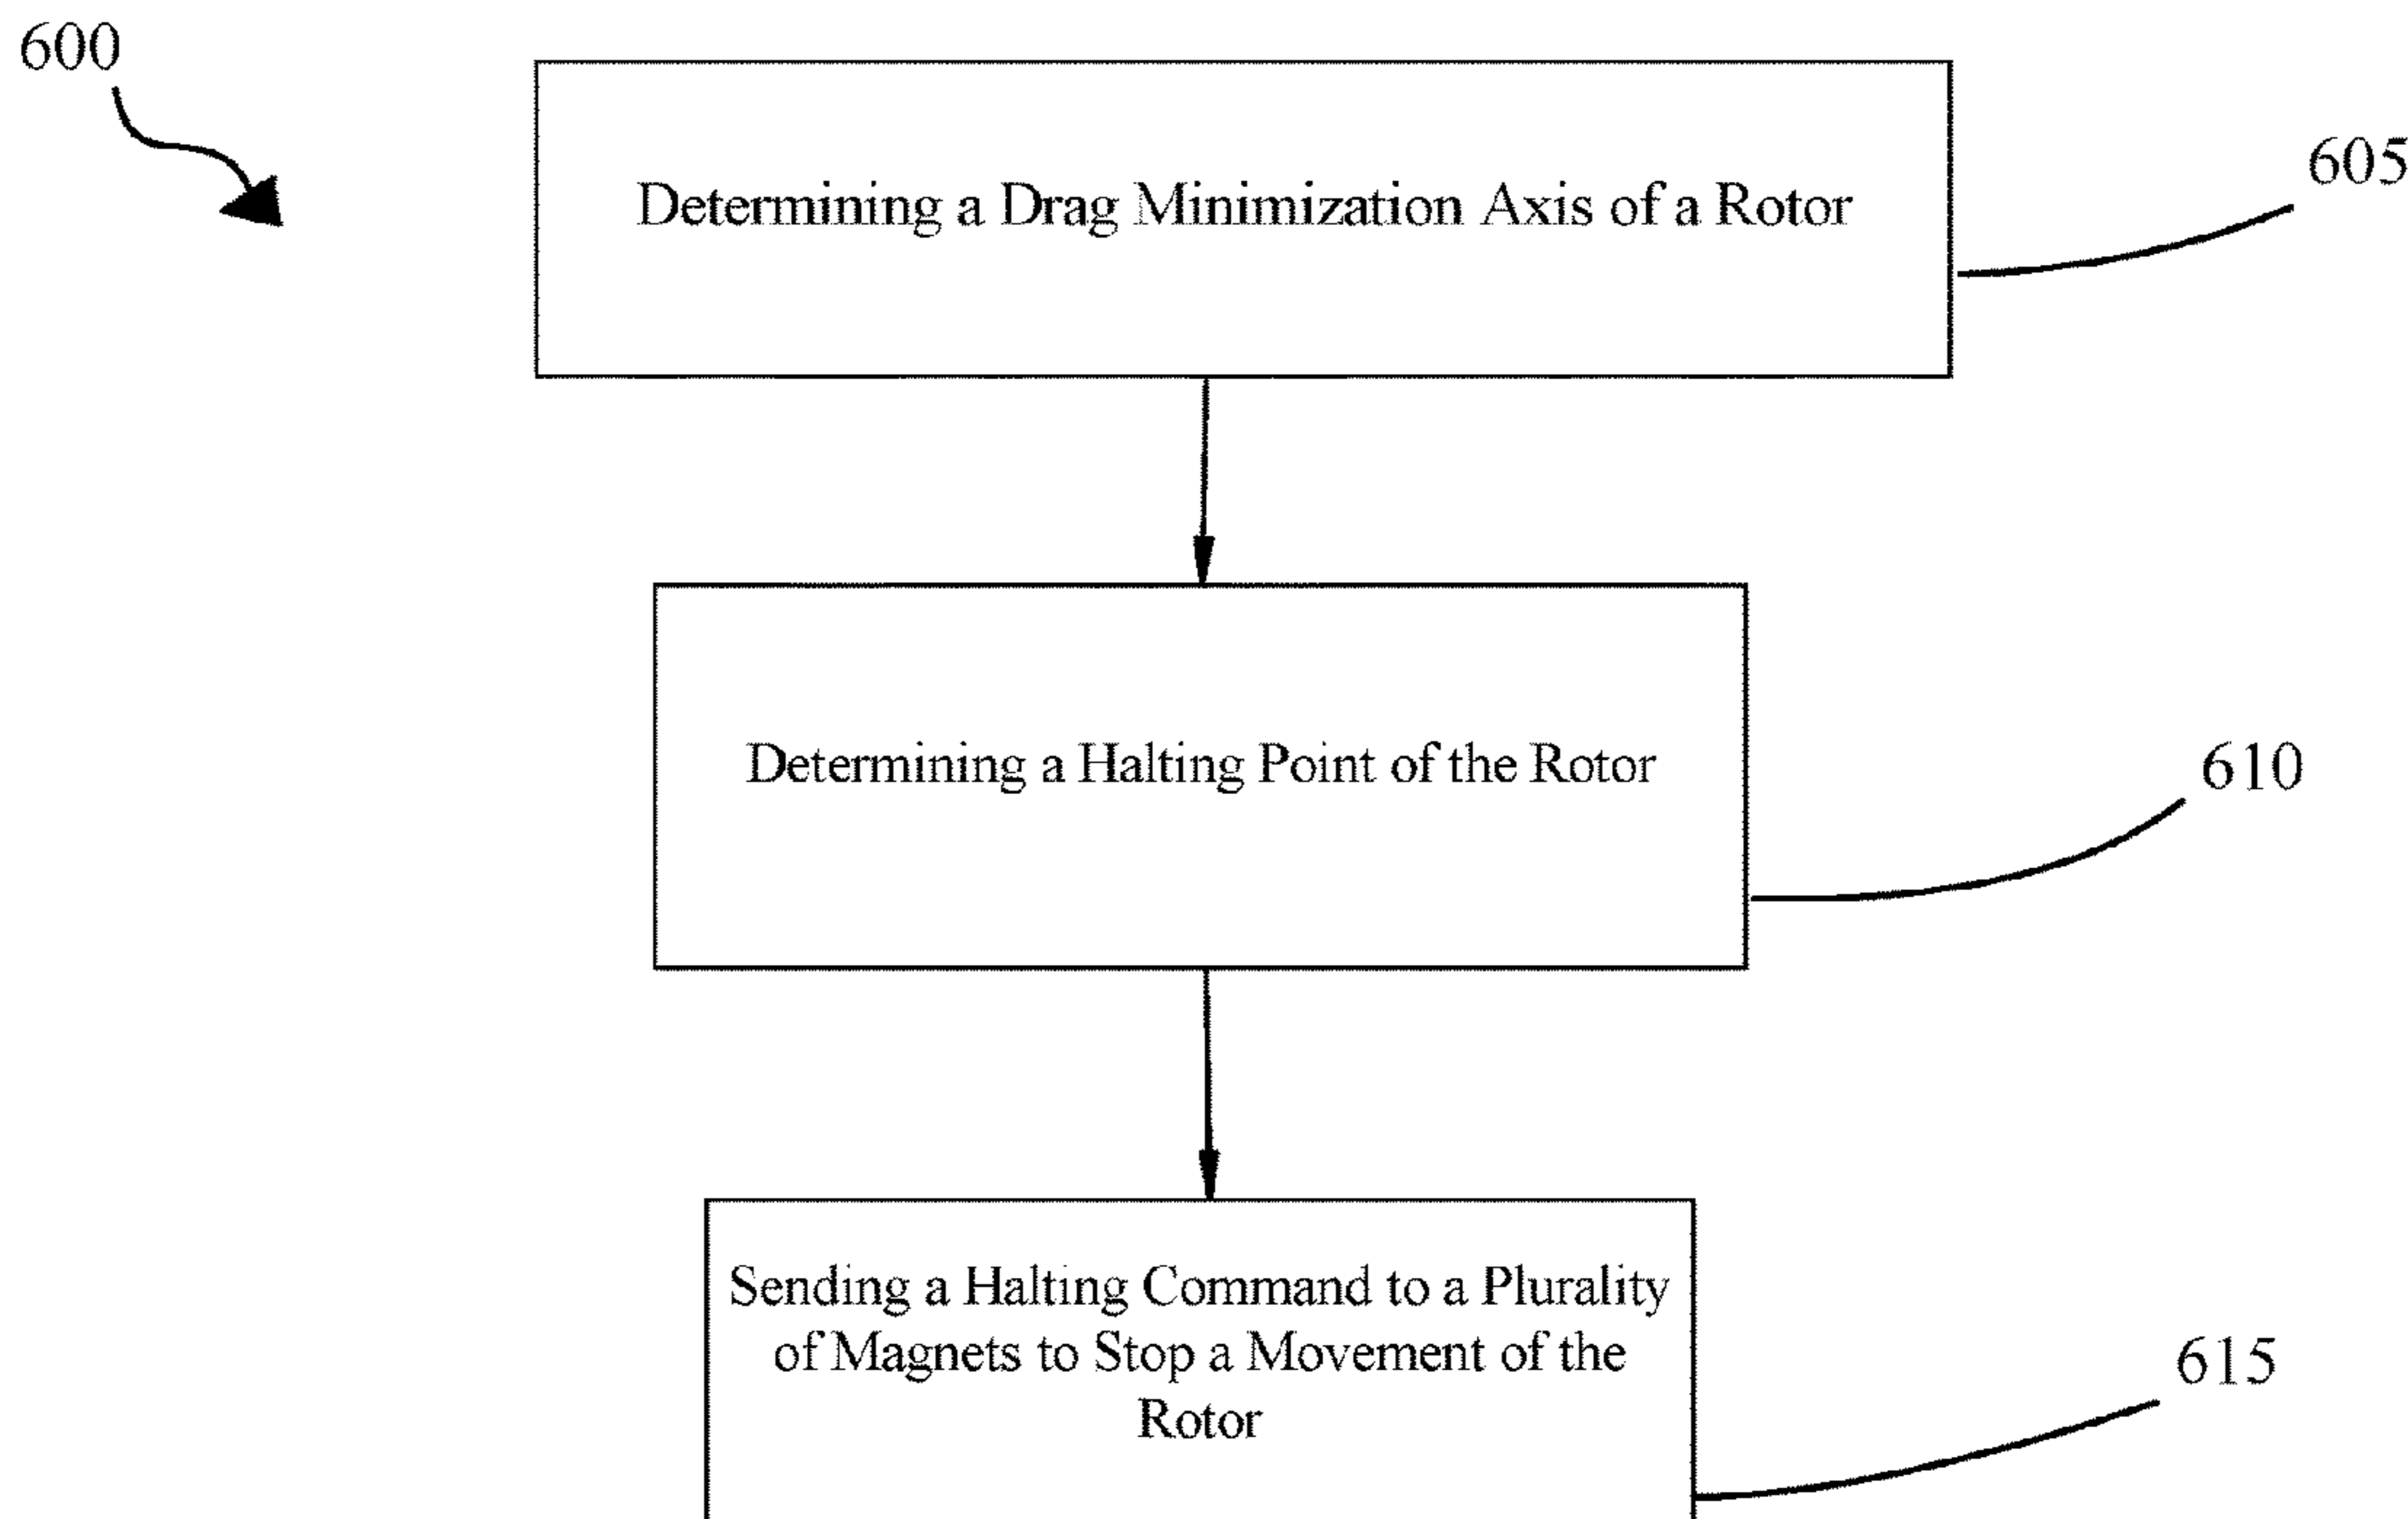 600
Determining a Drag Minimization Axis of a Rotor
605
Determining a Halting Point of the Rotor
610
Sending a Halting Command to a Plurality
of Magnets to Stop a Movement of the
Rotor
615